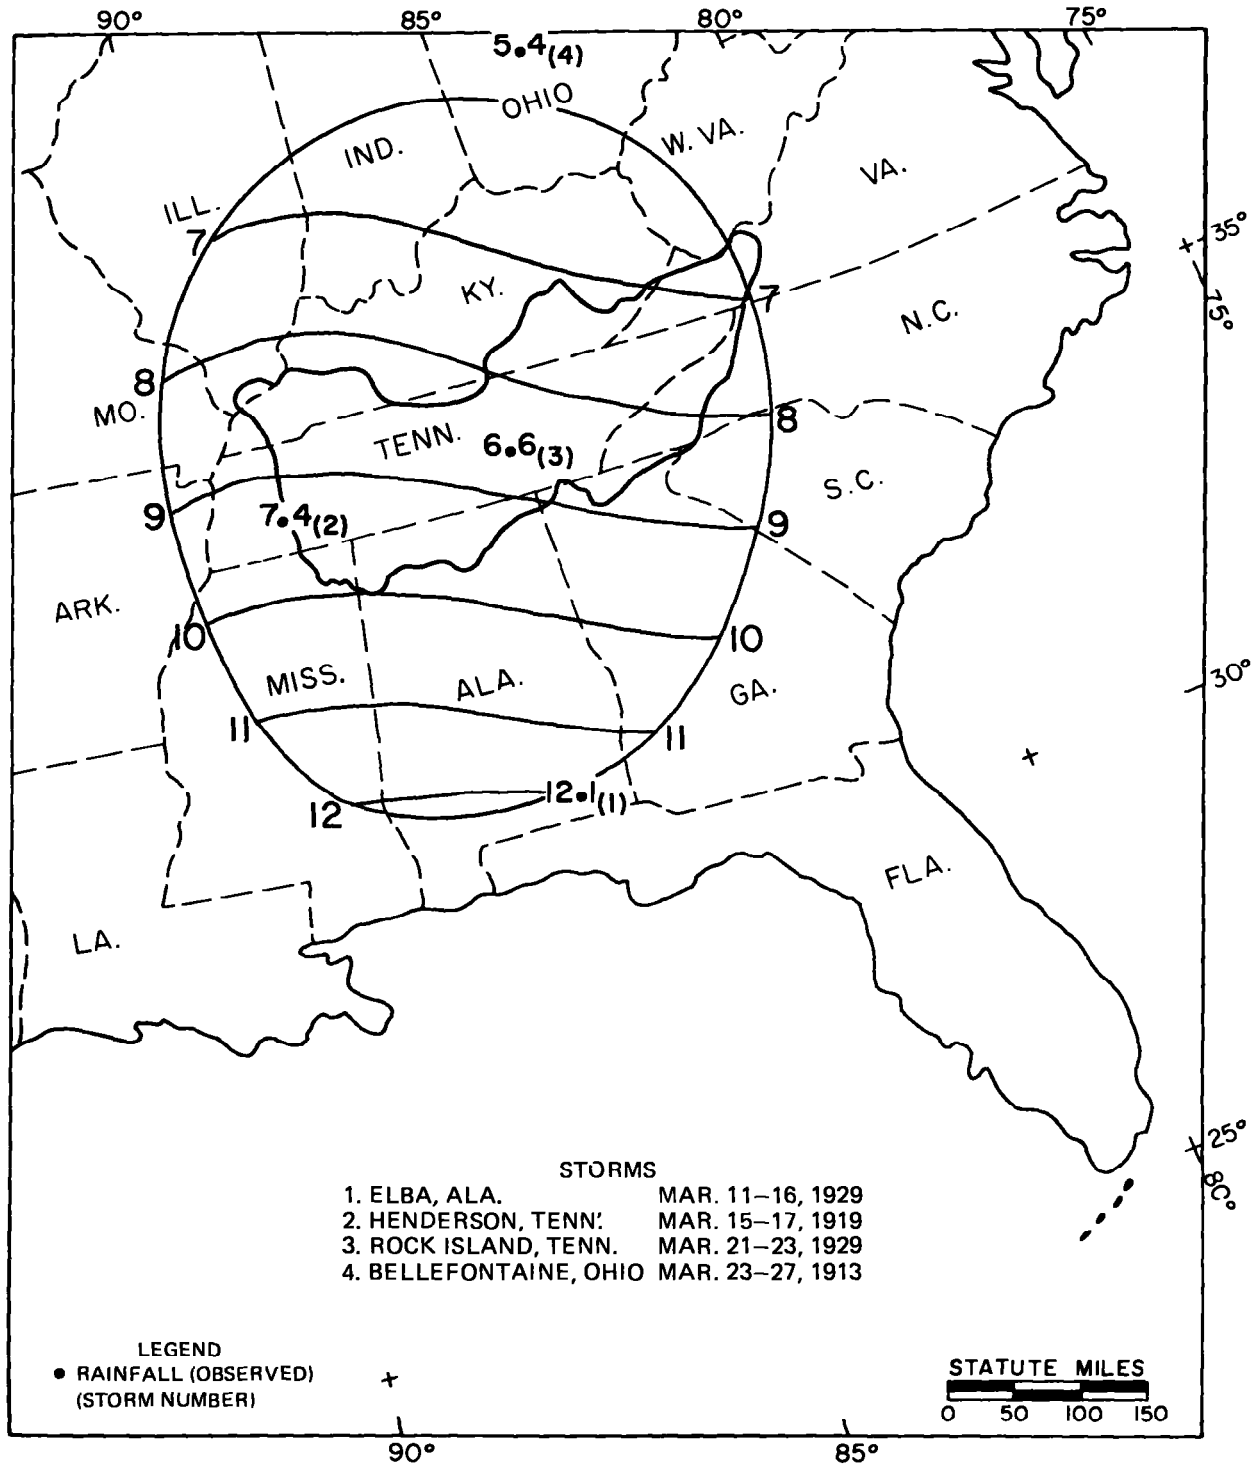 90° 85° 80° 75°
5.4(4)
OHIO
W. VA.
IND.
VA.
ILL.
7
35°
KY.
7
75°
N.C.
8
MO.
8
TENN.
6.6(3)
S.C.
9
7.4(2)
9
ARK.
10
10
MISS.
ALA.
GA.
30°
11
11
12
12.1(1)
FLA.
LA.
25°
80°
STORMS
1. ELBA, ALA. MAR. 11–16, 1929
2. HENDERSON, TENN. MAR. 15–17, 1919
3. ROCK ISLAND, TENN. MAR. 21–23, 1929
4. BELLEFONTAINE, OHIO MAR. 23–27, 1913
LEGEND
• RAINFALL (OBSERVED)
(STORM NUMBER)
STATUTE MILES
0 50 100 150
90° 85°